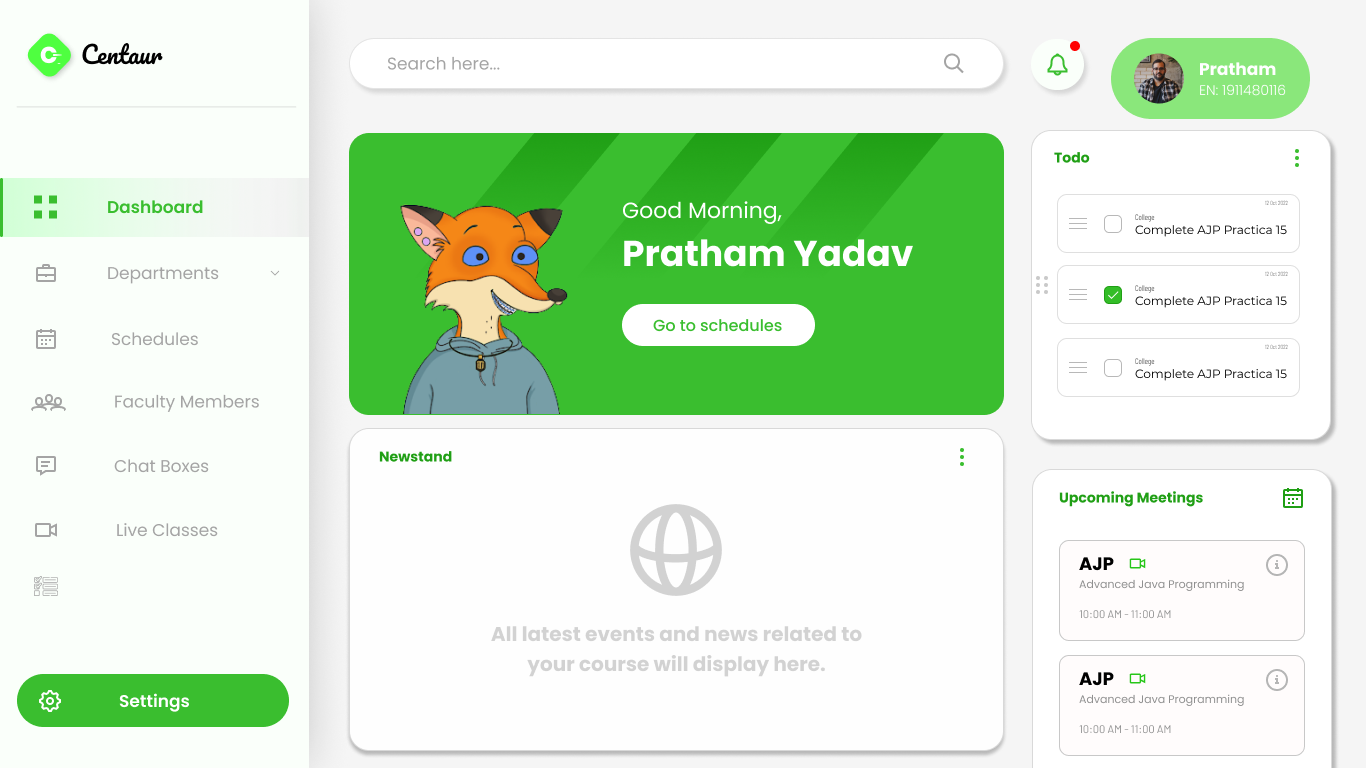 Centaur
Search here...
Pratham
EN: 1911480116
Dashboard
Departments
Schedules
Faculty Members
Chat Boxes
Live Classes
Settings
Good Morning,
Pratham Yadav
Go to schedules
Newstand
All latest events and news related to
your course will display here.
Todo
12 Oct, 2022
College
Complete AJP Practica 15
12 Oct, 2022
College
Complete AJP Practica 15
12 Oct, 2022
College
Complete AJP Practica 15
Upcoming Meetings
AJP
Advanced Java Programming
10:00 AM - 11:00 AM
AJP
Advanced Java Programming
10:00 AM - 11:00 AM